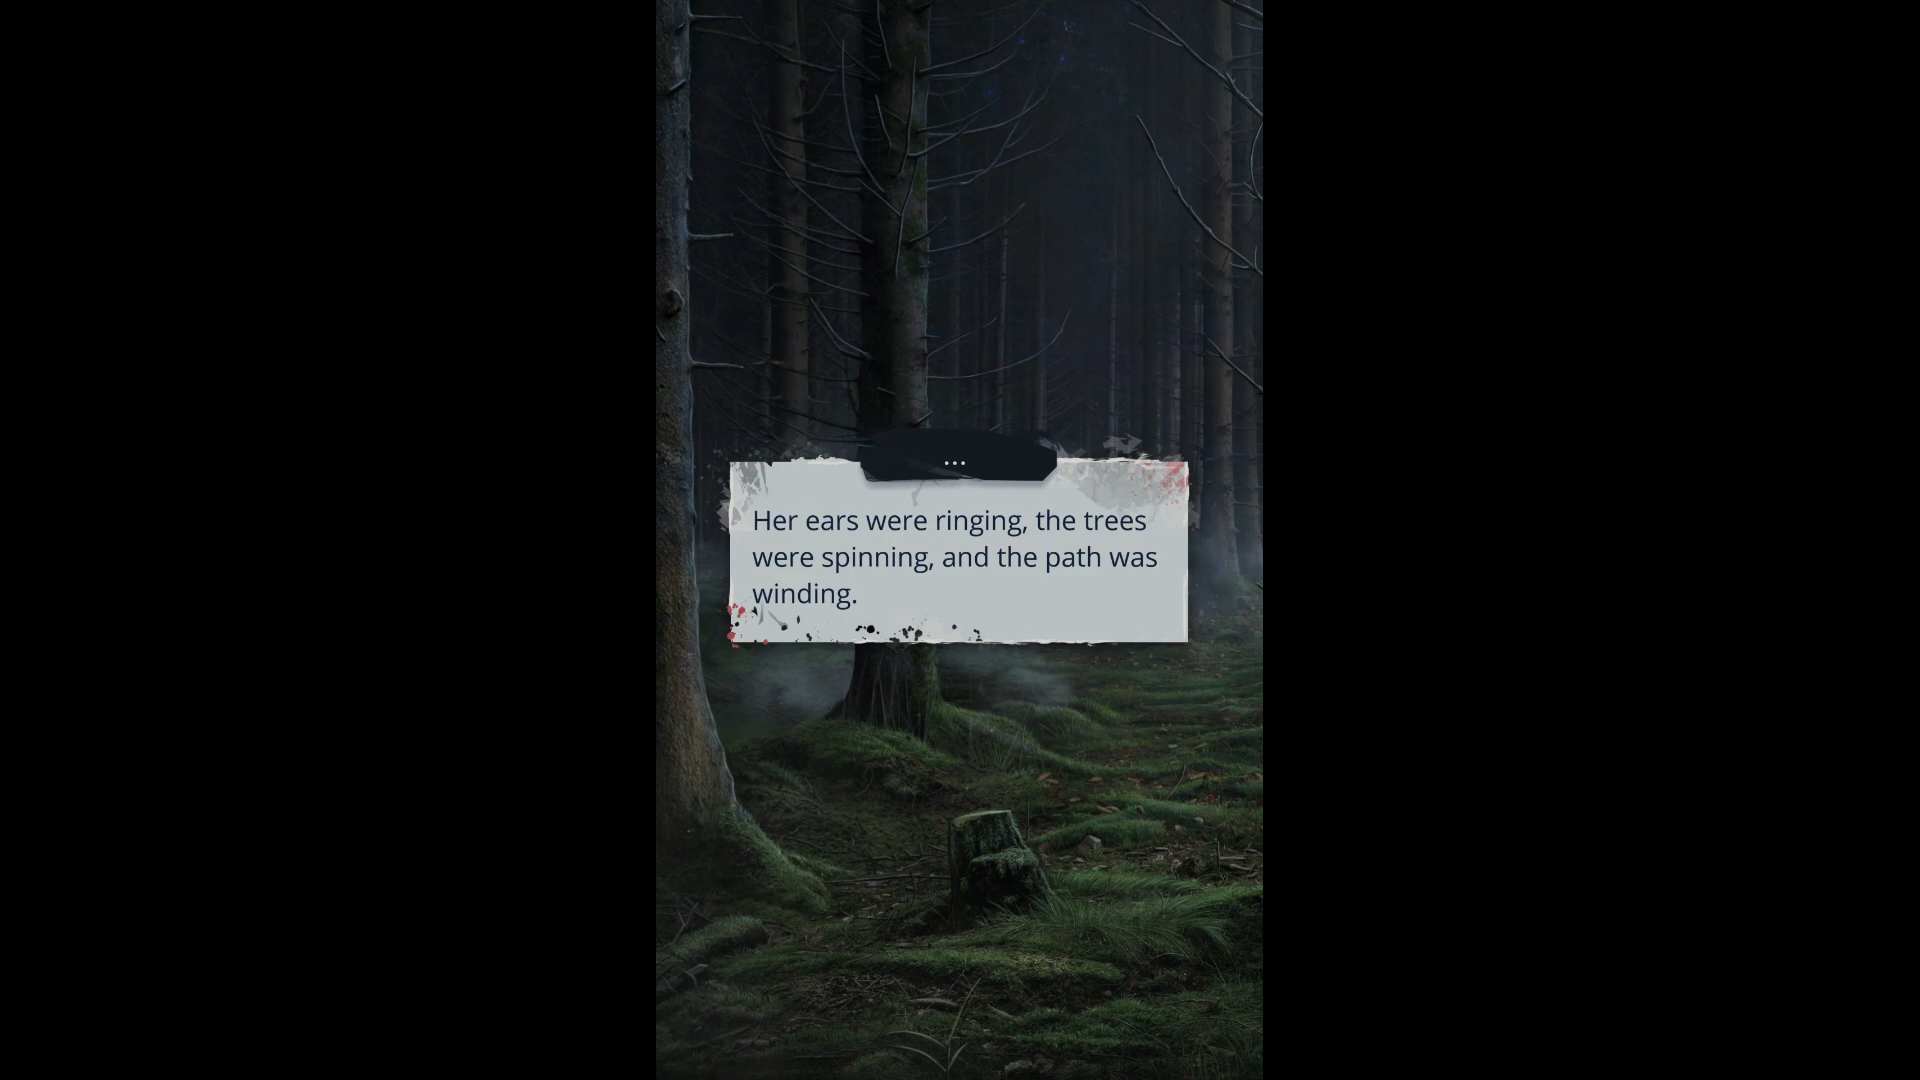 ...
Her ears were ringing, the trees
were spinning, and the path was
winding.